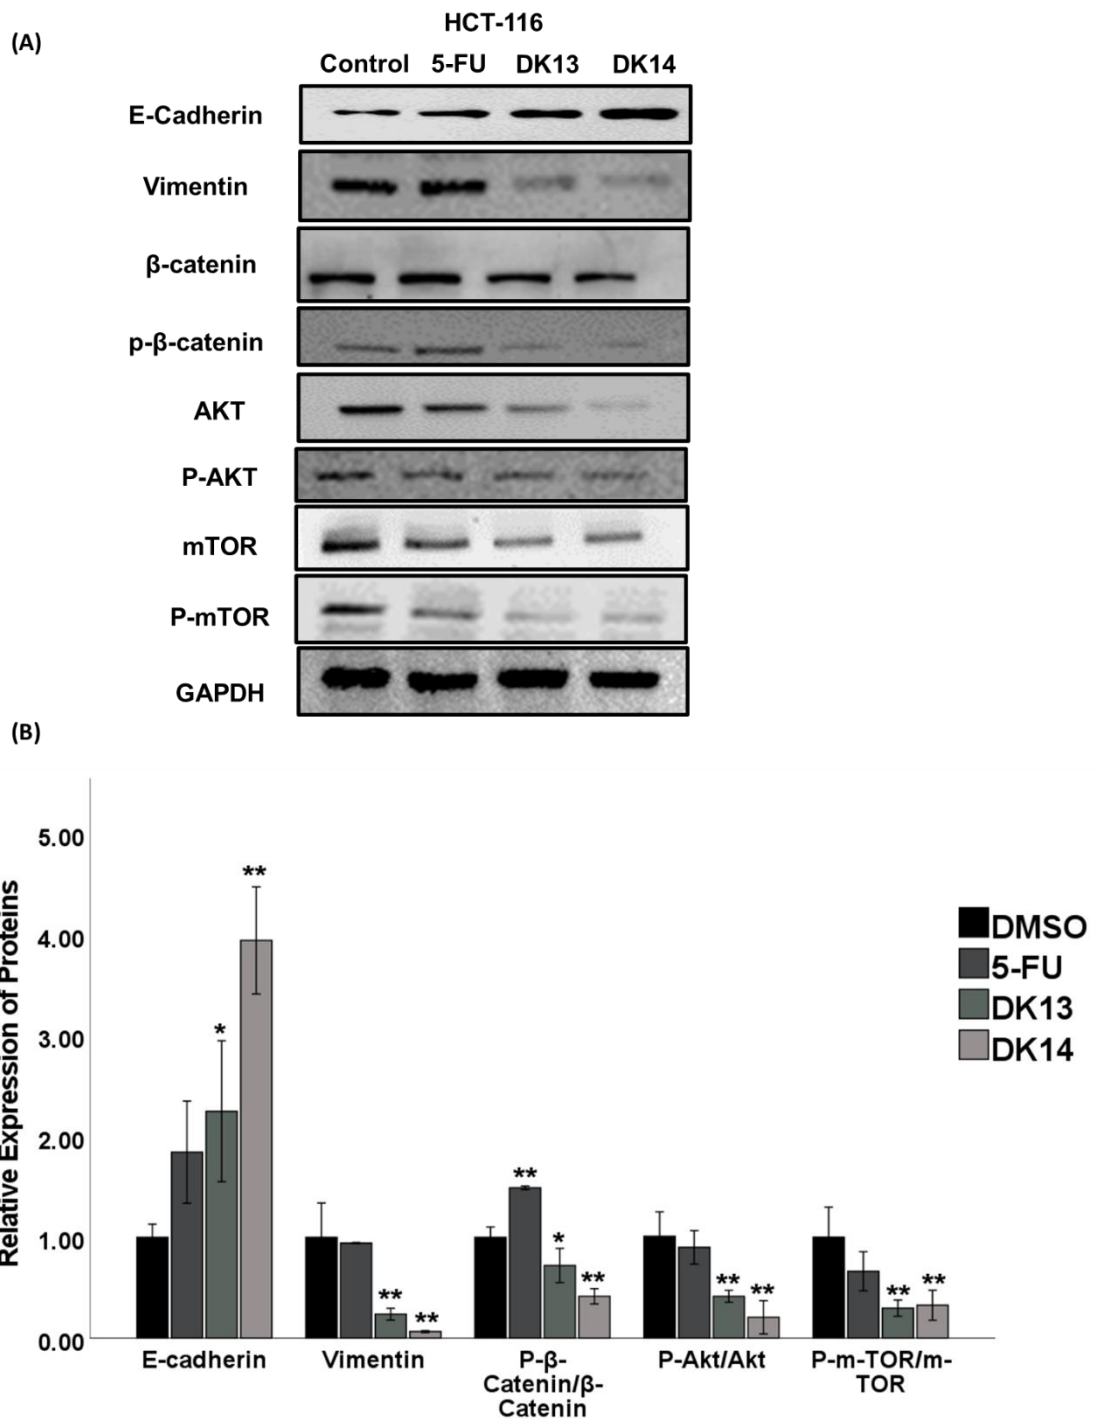 (A)
HCT-116
Control 5-FU DK13 DK14
E-Cadherin
Vimentin
β-catenin
p-β-catenin
AKT
P-AKT
mTOR
P-mTOR
GAPDH
(B)
Relative Expression of Proteins
5.00
4.00
3.00
2.00
1.00
0.00
**
*
**
**
**
*
**
**
**
**
**
DMSO
5-FU
DK13
DK14
E-cadherin
Vimentin
P-β-
Catenin/β-
Catenin
P-Akt/Akt
P-m-TOR/m-
TOR